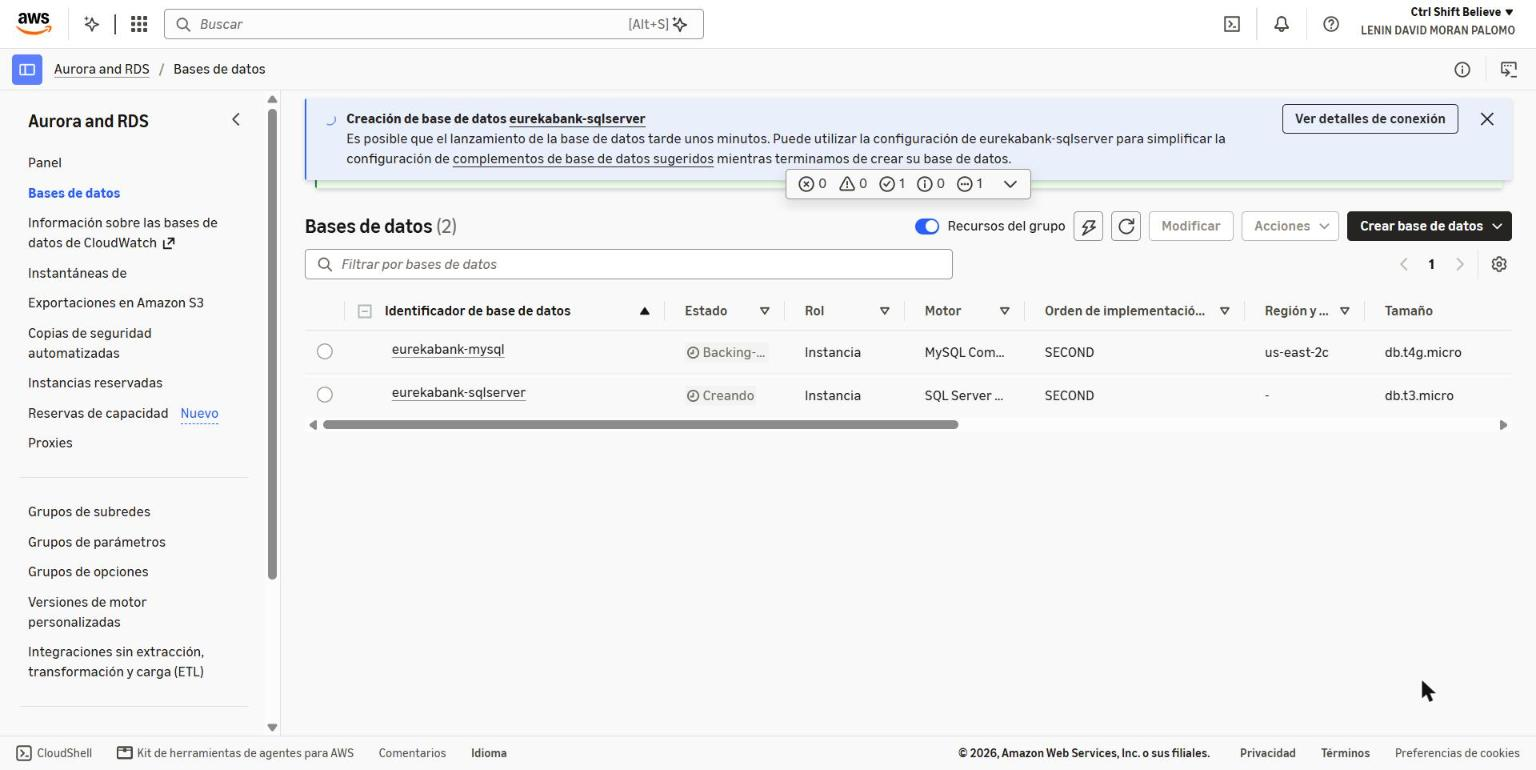 aws
Buscar
[Alt+S]
Ctrl Shift Believe
LENIN DAVID MORAN PALOMO
Aurora and RDS / Bases de datos
Aurora and RDS
Panel
Bases de datos
Información sobre las bases de
datos de CloudWatch
Instantáneas de
Exportaciones en Amazon S3
Copias de seguridad
automatizadas
Instancias reservadas
Reservas de capacidad Nuevo
Proxies
Grupos de subredes
Grupos de parámetros
Grupos de opciones
Versiones de motor
personalizadas
Integraciones sin extracción,
transformación y carga (ETL)
Creación de base de datos eurekabank-sqlserver
Es posible que el lanzamiento de la base de datos tarde unos minutos. Puede utilizar la configuración de eurekabank-sqlserver para simplificar la
configuración de complementos de base de datos sugeridos mientras terminamos de crear su base de datos.
Ver detalles de conexión
0 0 1 0 1
Bases de datos (2)
Recursos del grupo
Modificar
Acciones
Crear base de datos
Filtrar por bases de datos
1
Identificador de base de datos Estado Rol Motor Orden de implementació... Región y ... Tamaño
eurekabank-mysql Backing-... Instancia MySQL Com... SECOND us-east-2c db.t4g.micro
eurekabank-sqlserver Creando Instancia SQL Server ... SECOND - db.t3.micro
CloudShell Kit de herramientas de agentes para AWS Comentarios Idioma © 2026, Amazon Web Services, Inc. o sus filiales. Privacidad Términos Preferencias de cookies